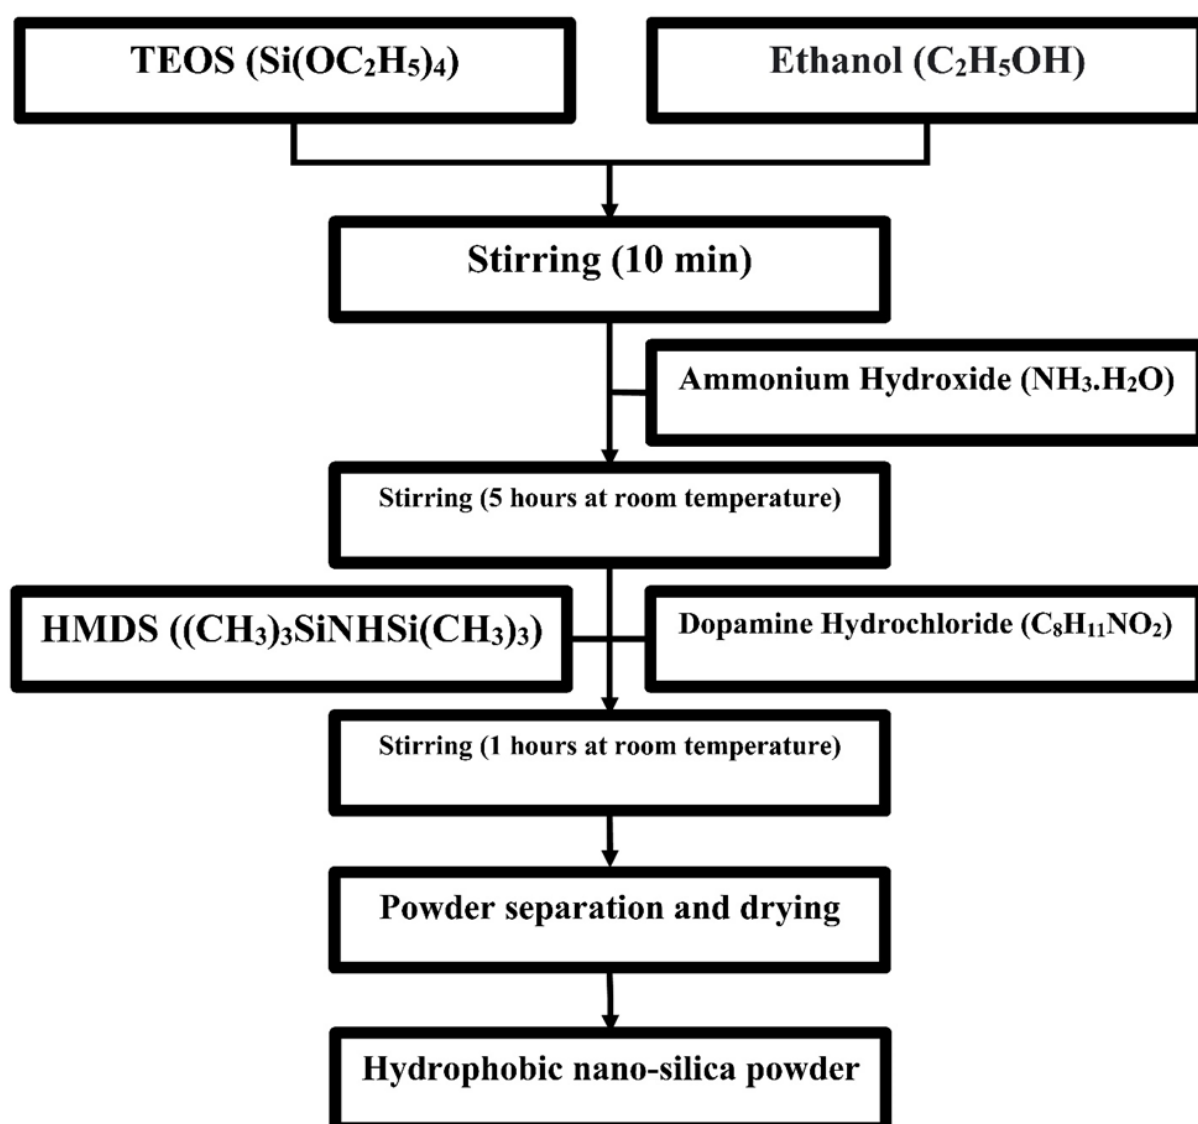 TEOS (Si(OC₂H₅)₄)
Ethanol (C₂H₅OH)
Stirring (10 min)
Ammonium Hydroxide (NH₃.H₂O)
Stirring (5 hours at room temperature)
HMDS ((CH₃)₃SiNHSi(CH₃)₃)
Dopamine Hydrochloride (C₈H₁₁NO₂)
Stirring (1 hours at room temperature)
Powder separation and drying
Hydrophobic nano-silica powder